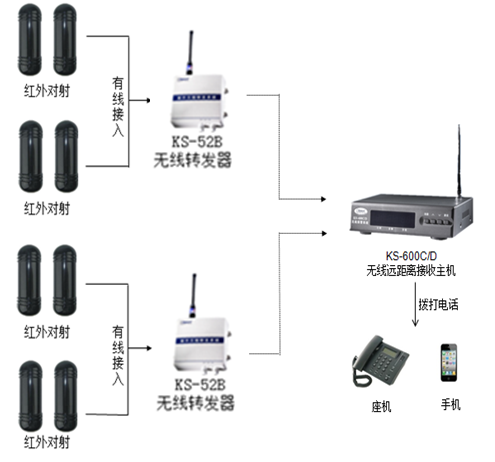 红外对射
有线接入
KS-52B
无线转发器
红外对射
KS-600C/D
无线远距离接收主机
拨打电话
红外对射
有线接入
KS-52B
无线转发器
座机
手机
红外对射